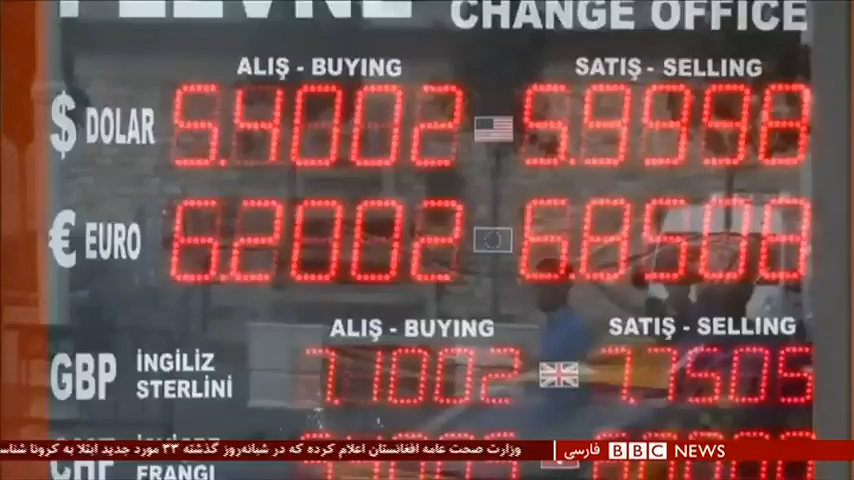 CHANGE OFFICE
ALIŞ - BUYING SATIŞ - SELLING
$ DOLAR 5.4002 5.9998
€ EURO 6.2002 6.8508
ALIŞ - BUYING SATIŞ - SELLING
GBP İNGİLİZ STERLİNİ 7.1002 7.7505
وزارت صحت عامه افغانستان اعلام کرده که در شبانه‌روز گذشته ۳۳ مورد جدید ابتلا به کرونا
BBC NEWS فارسی
CHF FRANGI